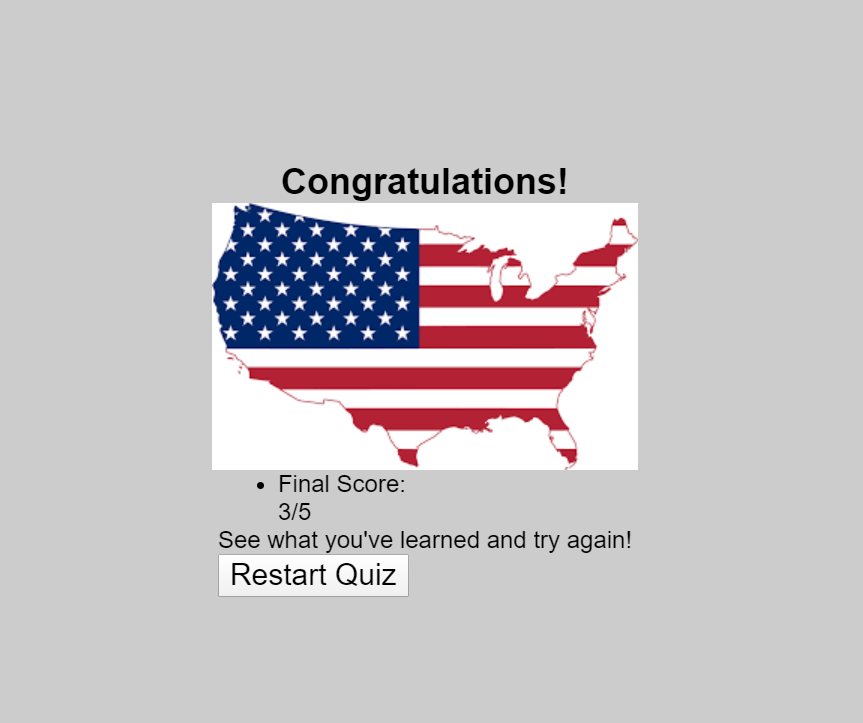 Congratulations!
• Final Score:
3/5
See what you've learned and try again!
Restart Quiz